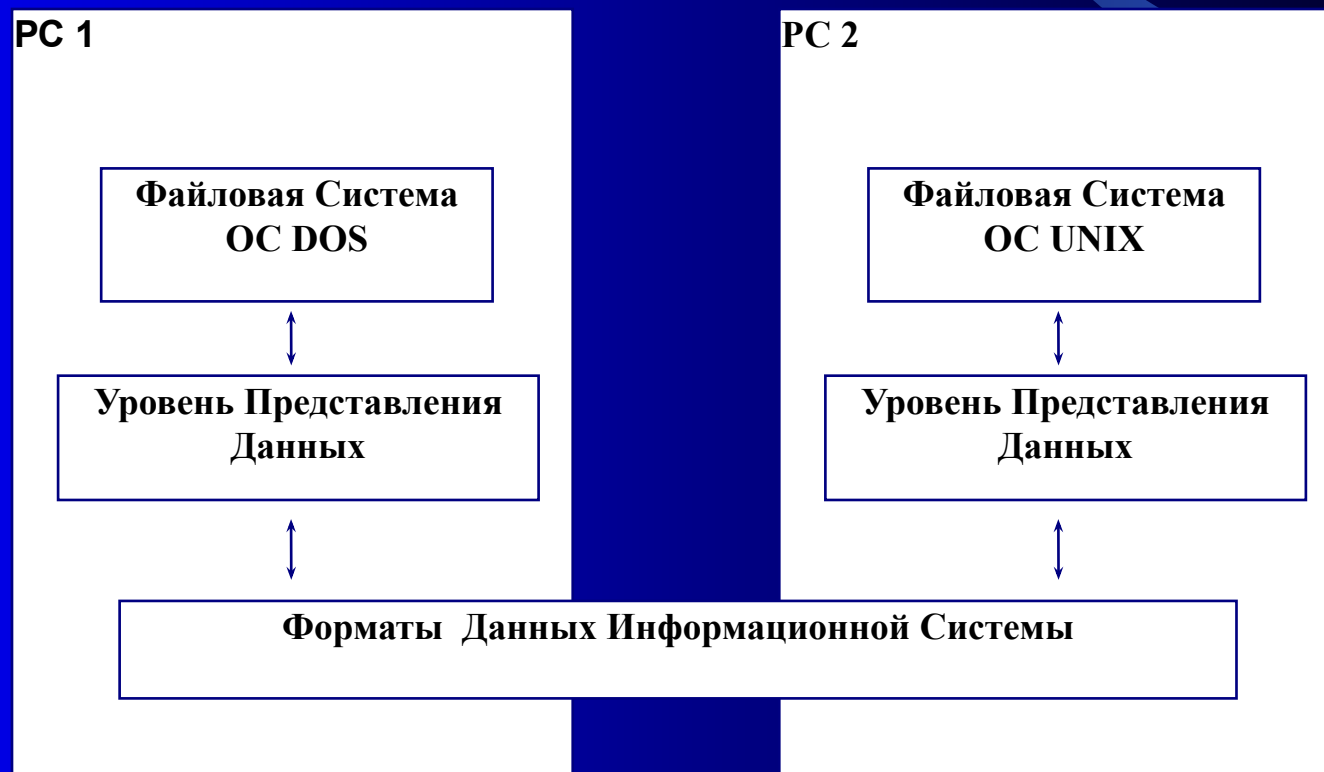 PC 1
Файловая Система
ОС DOS
Уровень Представления
Данных
PC 2
Файловая Система
ОС UNIX
Уровень Представления
Данных
Форматы Данных Информационной Системы